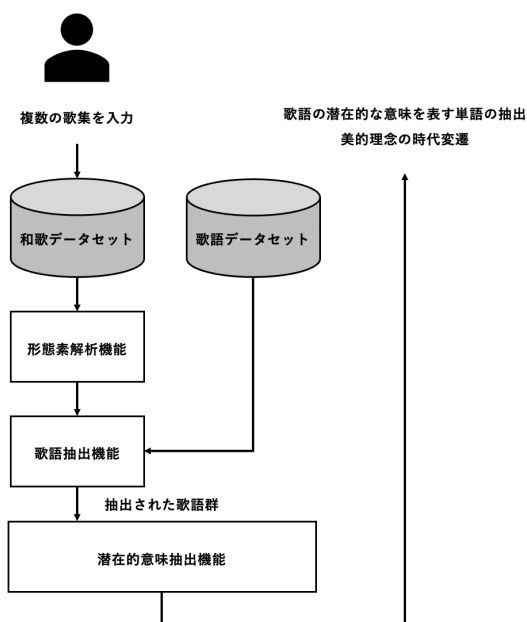 複数の歌集を入力
歌語の潜在的な意味を表す単語の抽出
美的理念の時代変遷
和歌データセット
歌語データセット
形態素解析機能
歌語抽出機能
抽出された歌語群
潜在的意味抽出機能